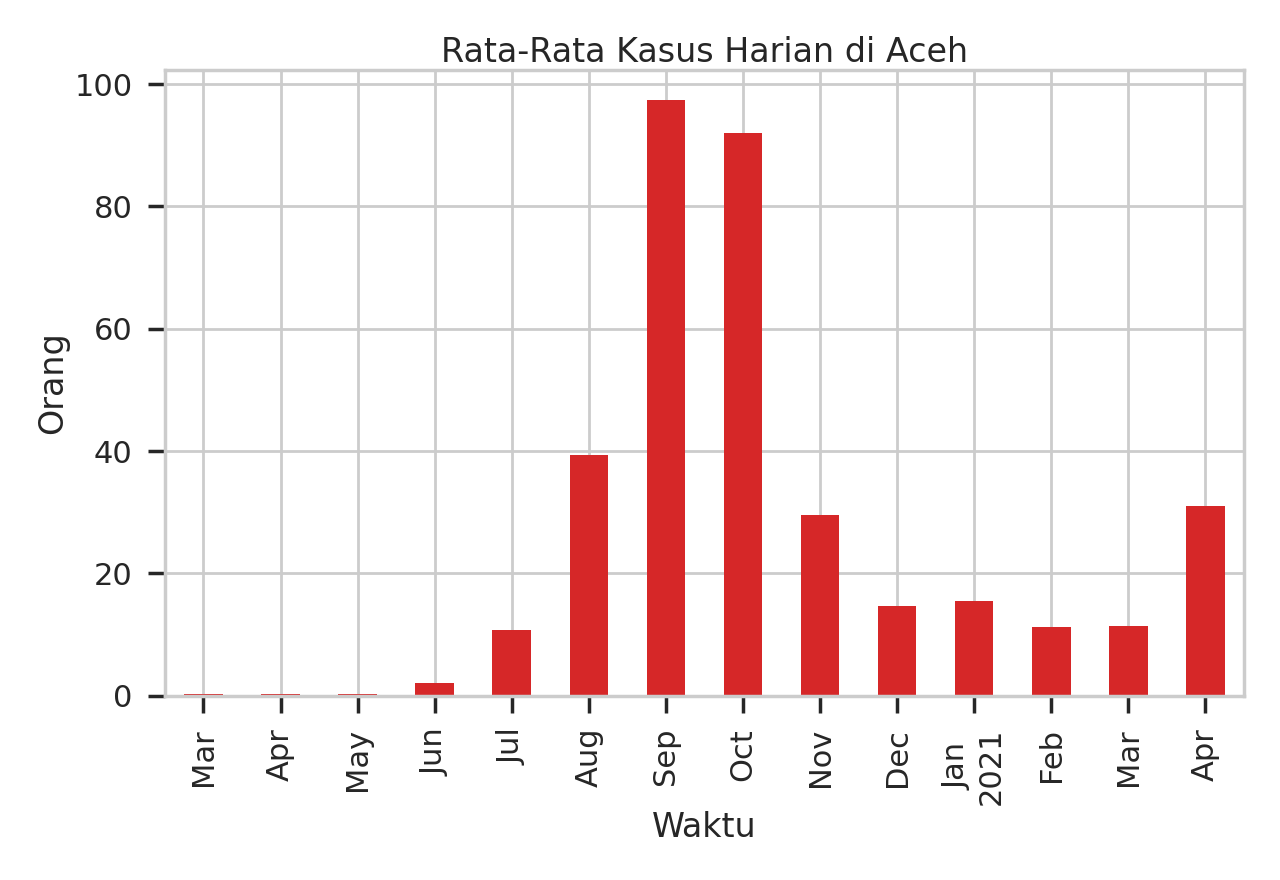 Rata-Rata Kasus Harian di Aceh
100
80
60
40
20
0
Orang
Mar
Apr
May
Jun
Jul
Aug
Sep
Oct
Nov
Dec
Jan
2021
Feb
Mar
Apr
Waktu